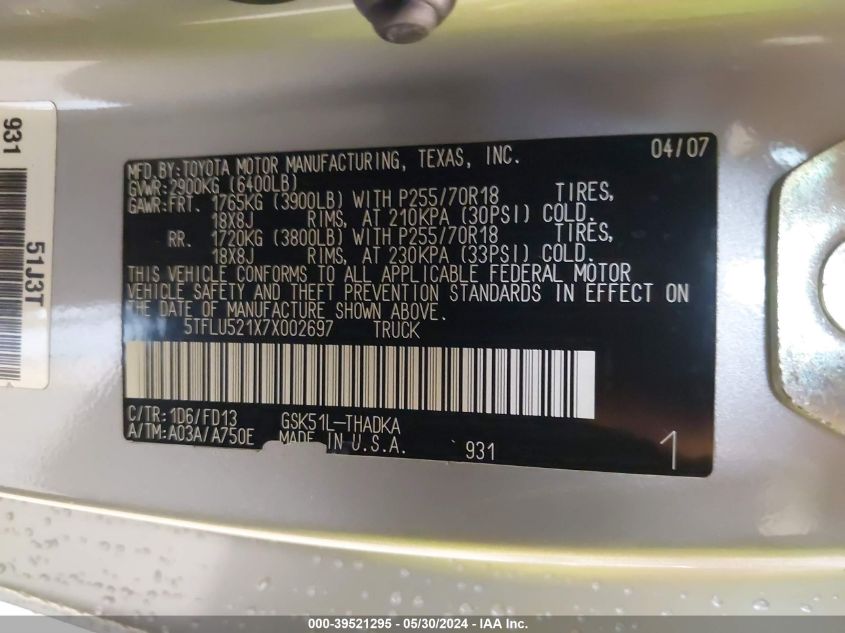 931
51J3T
MFD.BY:TOYOTA MOTOR MANUFACTURING, TEXAS, INC. 04/07
GVWR:2900KG (6400LB)
GAWR:FRT. 1765KG (3900LB) WITH P255/70R18 TIRES,
18X8J RIMS, AT 210KPA (30PSI) COLD.
RR. 1720KG (3800LB) WITH P255/70R18 TIRES,
18X8J RIMS, AT 230KPA (33PSI) COLD.
THIS VEHICLE CONFORMS TO ALL APPLICABLE FEDERAL MOTOR
VEHICLE SAFETY AND THEFT PREVENTION STANDARDS IN EFFECT ON
THE DATE OF MANUFACTURE SHOWN ABOVE.
5TFLU521X7X002697 TRUCK
C/TR:1D6/FD13 GSK51L-THADKA
A/TM:A03A/A750E MADE IN U.S.A. 931 1
000-39521295 - 05/30/2024 - IAA Inc.